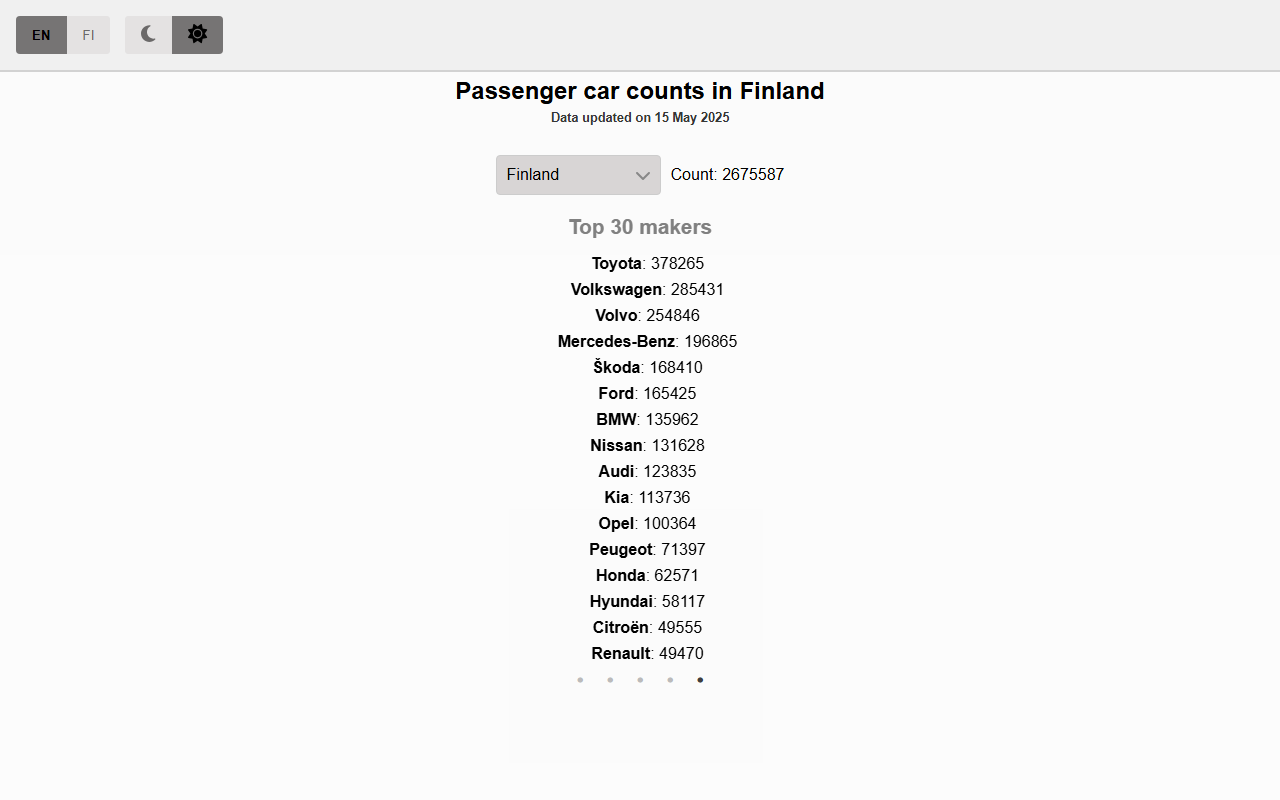 EN FI
Passenger car counts in Finland
Data updated on 15 May 2025
Finland Count: 2675587
Top 30 makers
Toyota: 378265
Volkswagen: 285431
Volvo: 254846
Mercedes-Benz: 196865
Škoda: 168410
Ford: 165425
BMW: 135962
Nissan: 131628
Audi: 123835
Kia: 113736
Opel: 100364
Peugeot: 71397
Honda: 62571
Hyundai: 58117
Citroën: 49555
Renault: 49470